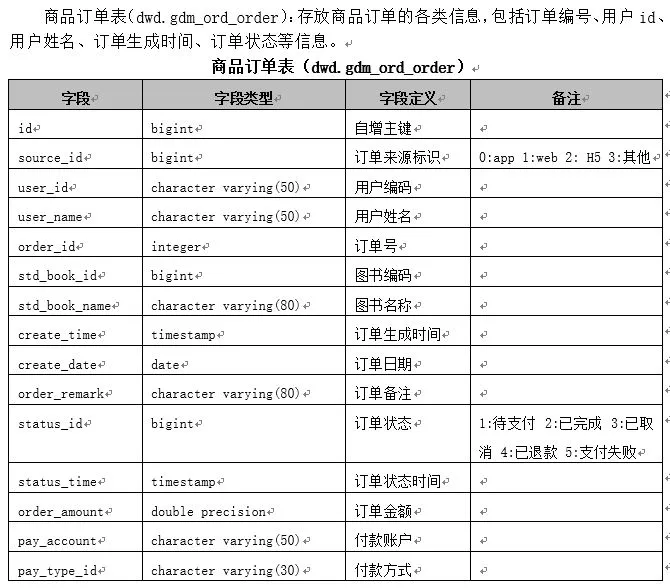 商品订单表(dwd.gdm_ord_order)：存放商品订单的各类信息,包括订单编号、用户 id、
用户姓名、订单生成时间、订单状态等信息。
商品订单表（dwd.gdm_ord_order）
字段 字段类型 字段定义 备注
id bigint 自增主键
source_id bigint 订单来源标识 0:app 1:web 2: H5 3:其他
user_id character varying(50) 用户编码
user_name character varying(50) 用户姓名
order_id integer 订单号
std_book_id bigint 图书编码
std_book_name character varying(80) 图书名称
create_time timestamp 订单生成时间
create_date date 订单日期
order_remark character varying(80) 订单备注
status_id bigint 订单状态 1:待支付 2:已完成 3:已取
消 4:已退款 5:支付失败
status_time timestamp 订单状态时间
order_amount double precision 订单金额
pay_account character varying(50) 付款账户
pay_type_id character varying(30) 付款方式